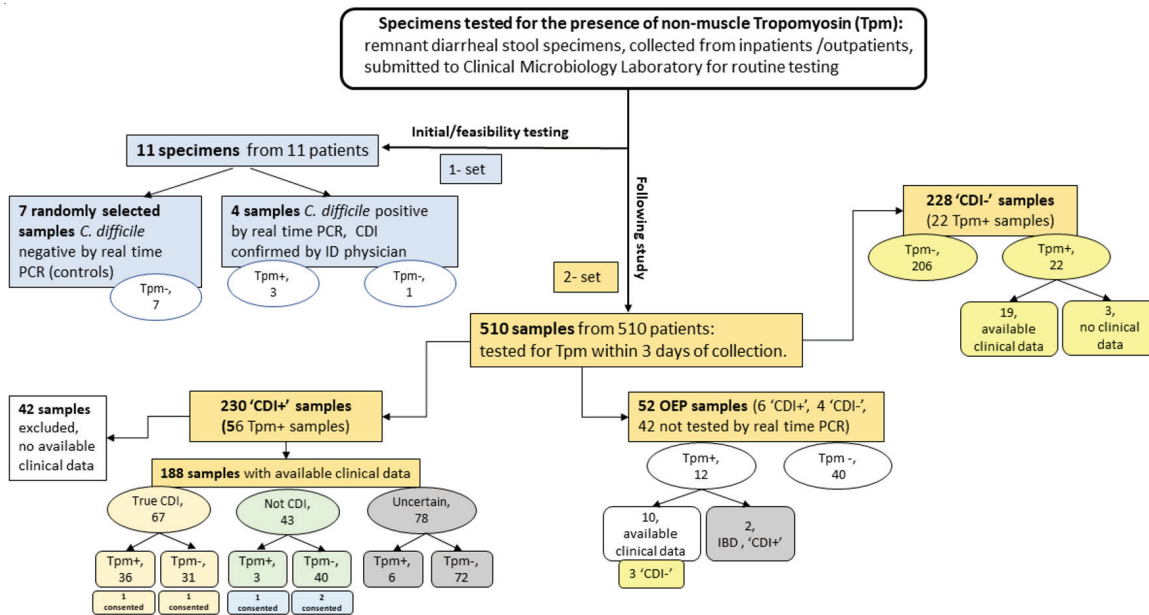 Specimens tested for the presence of non-muscle Tropomyosin (Tpm):
remnant diarrheal stool specimens, collected from inpatients /outpatients,
submitted to Clinical Microbiology Laboratory for routine testing
Initial/feasibility testing
11 specimens from 11 patients
1- set
7 randomly selected
samples C. difficile
negative by real time
PCR (controls)
Tpm-,
7
4 samples C. difficile positive
by real time PCR, CDI
confirmed by ID physician
Tpm+,
3
Tpm-,
1
Following study
2- set
228 'CDI-' samples
(22 Tpm+ samples)
Tpm-,
206
Tpm+,
22
19,
available
clinical data
3,
no clinical
data
510 samples from 510 patients:
tested for Tpm within 3 days of collection.
42 samples
excluded,
no available
clinical data
230 'CDI+' samples
(56 Tpm+ samples)
188 samples with available clinical data
True CDI,
67
Not CDI,
43
Uncertain,
78
Tpm+,
36
Tpm-,
31
Tpm+,
3
Tpm-,
40
Tpm+,
6
Tpm-,
72
1
consented
1
consented
1
consented
2
consented
52 OEP samples (6 'CDI+', 4 'CDI-',
42 not tested by real time PCR)
Tpm+,
12
Tpm -,
40
10,
available
clinical data
3 'CDI-'
2,
IBD , 'CDI+'